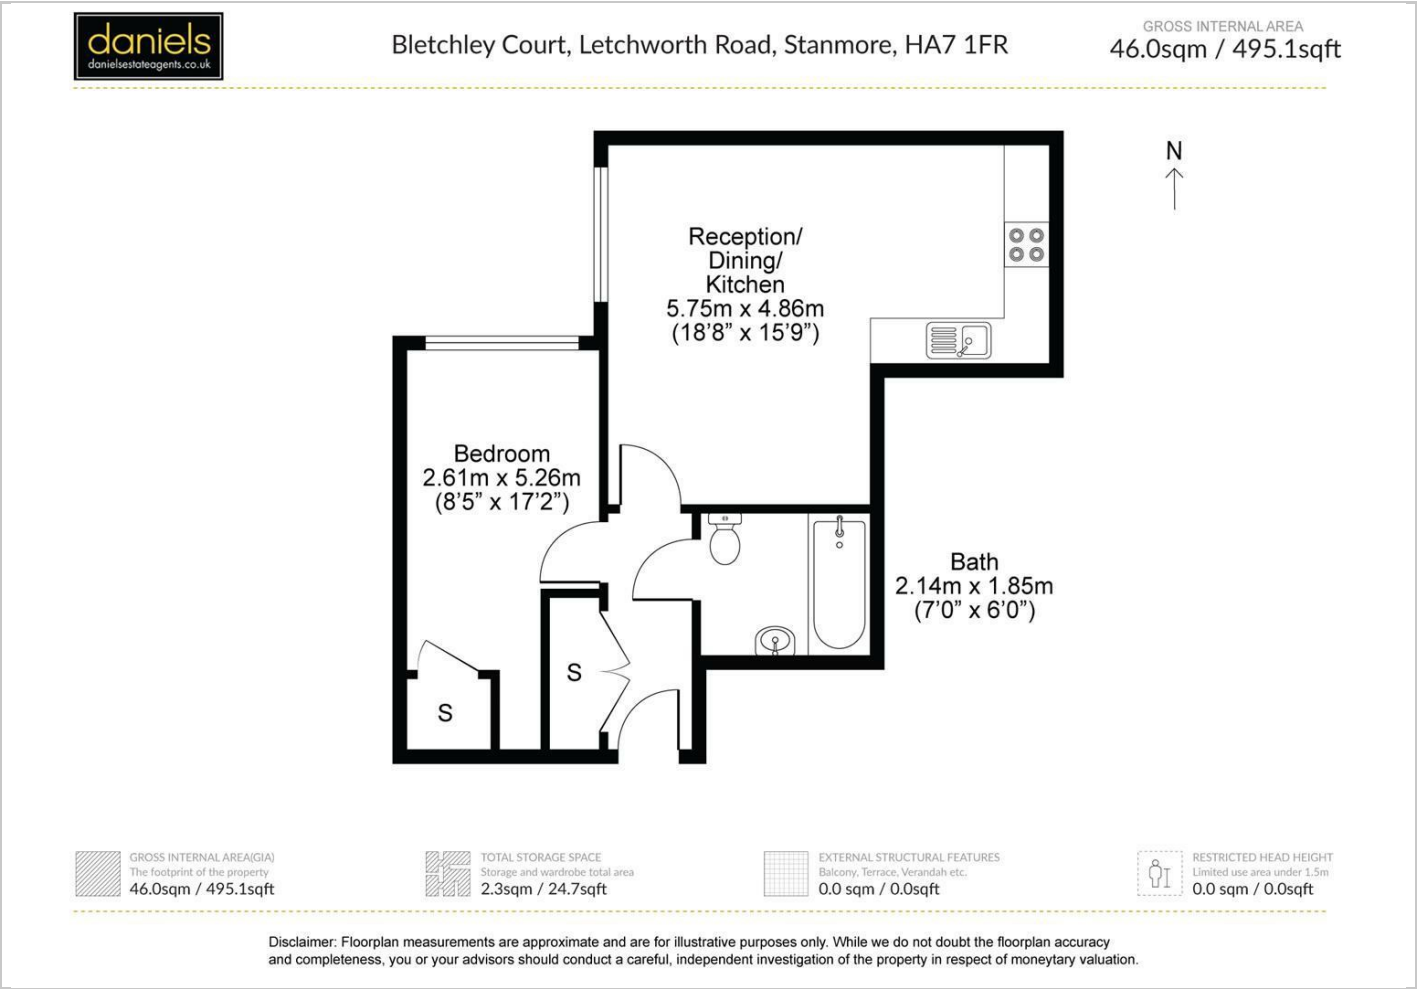 daniels
danielsestateagents.co.uk
Bletchley Court, Letchworth Road, Stanmore, HA7 1FR
GROSS INTERNAL AREA
46.0sqm / 495.1sqft
N
Reception/
Dining/
Kitchen
5.75m x 4.86m
(18'8” x 15'9”)
Bedroom
2.61m x 5.26m
(8'5” x 17'2”)
Bath
2.14m x 1.85m
(7'0” x 6'0”)
S
S
GROSS INTERNAL AREA(GIA)
The footprint of the property
46.0sqm / 495.1sqft
TOTAL STORAGE SPACE
Storage and wardrobe total area
2.3sqm / 24.7sqft
EXTERNAL STRUCTURAL FEATURES
Balcony, Terrace, Verandah etc.
0.0 sqm / 0.0sqft
RESTRICTED HEAD HEIGHT
Limited use area under 1.5m
0.0 sqm / 0.0sqft
Disclaimer: Floorplan measurements are approximate and are for illustrative purposes only. While we do not doubt the floorplan accuracy
and completeness, you or your advisors should conduct a careful, independent investigation of the property in respect of moneytary valuation.